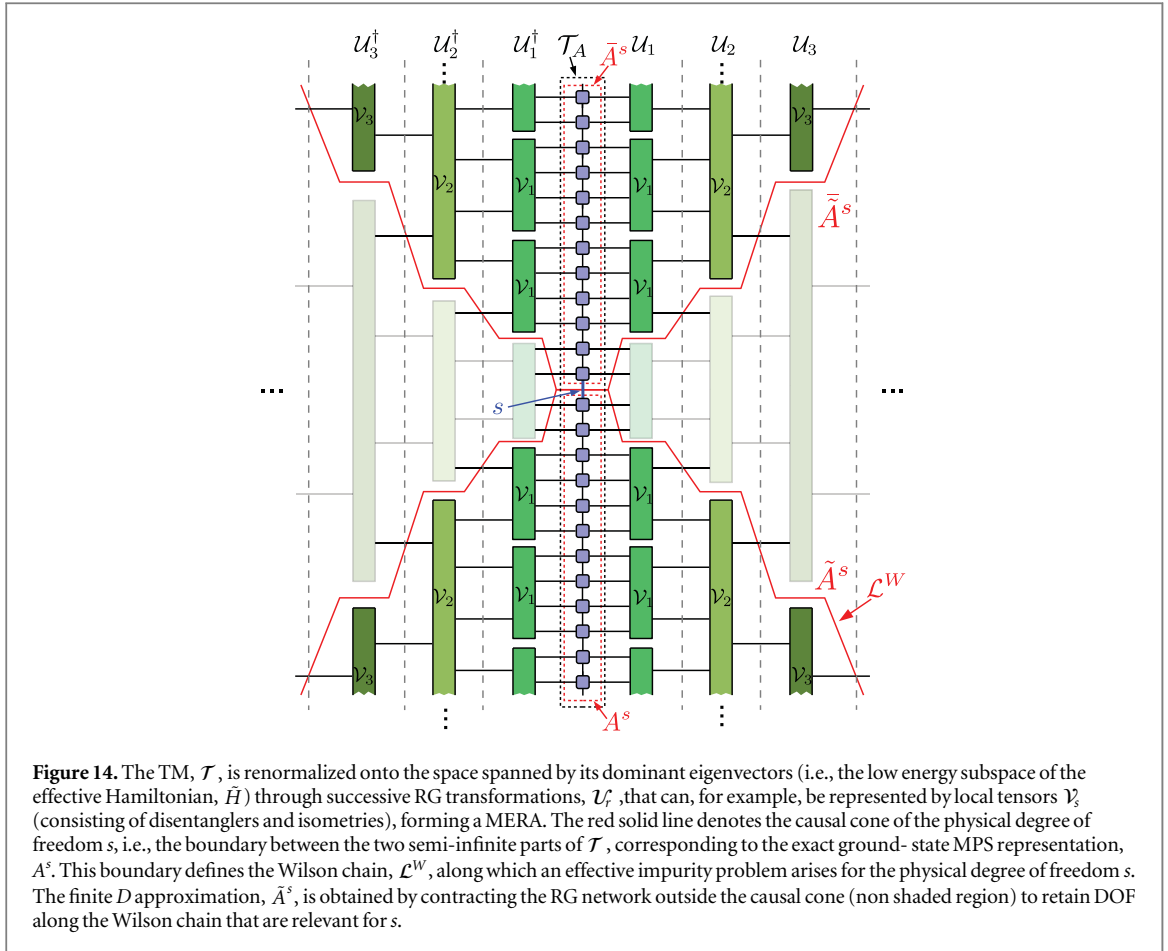 𝒰₃† 𝒰₂† 𝒰₁† 𝒯_A Ā^s 𝒰₁ 𝒰₂ 𝒰₃
𝒱₃ 𝒱₃
𝒱₂ 𝒱₁ 𝒱₁ 𝒱₂
Ã̄^s
𝒱₁ 𝒱₁
s
𝒱₁ 𝒱₁
Ã^s
ℒ^W
𝒱₂ 𝒱₁ 𝒱₁ 𝒱₂
𝒱₃ 𝒱₃
A^s
Figure 14. The TM, 𝒯, is renormalized onto the space spanned by its dominant eigenvectors (i.e., the low energy subspace of the
effective Hamiltonian, H̃) through successive RG transformations, 𝒰_r, that can, for example, be represented by local tensors 𝒱_s
(consisting of disentanglers and isometries), forming a MERA. The red solid line denotes the causal cone of the physical degree of
freedom s, i.e., the boundary between the two semi-infinite parts of 𝒯, corresponding to the exact ground- state MPS representation,
A^s. This boundary defines the Wilson chain, ℒ^W, along which an effective impurity problem arises for the physical degree of freedom s.
The finite D approximation, Ã^s, is obtained by contracting the RG network outside the causal cone (non shaded region) to retain DOF
along the Wilson chain that are relevant for s.